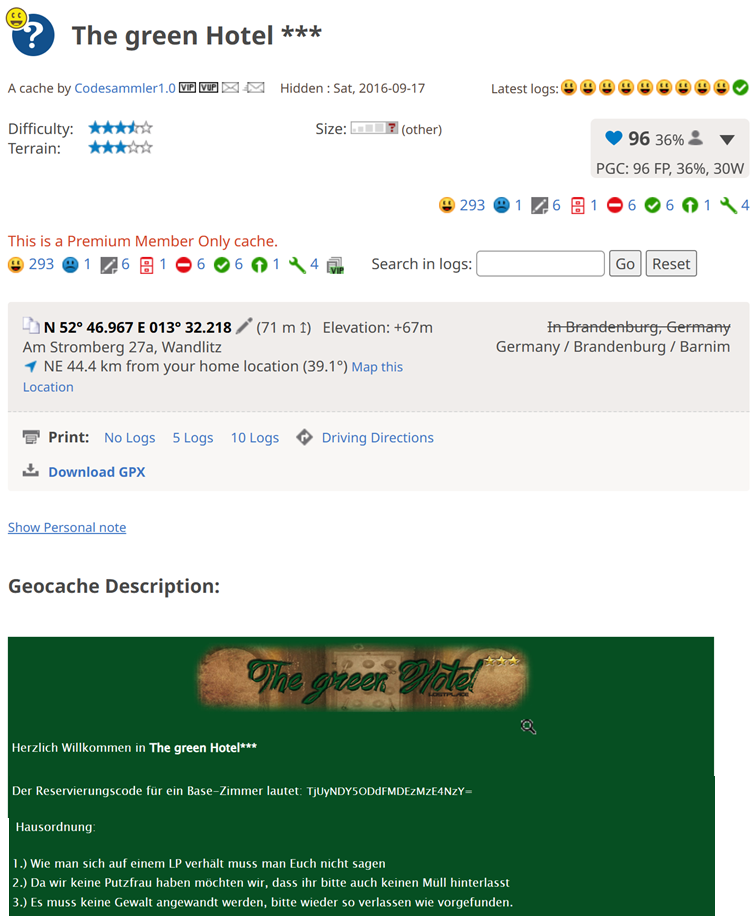 The green Hotel ***
A cache by Codesammler1.0 VIP VUP Hidden : Sat, 2016-09-17 Latest logs:
Difficulty: Size: ? (other) 96 36%
Terrain: PGC: 96 FP, 36%, 30W
293 1 6 1 6 6 1 4
This is a Premium Member Only cache.
293 1 6 1 6 6 1 4 VIP Search in logs: Go Reset
N 52° 46.967 E 013° 32.218 (71 m ↥) Elevation: +67m In Brandenburg, Germany
Am Stromberg 27a, Wandlitz Germany / Brandenburg / Barnim
NE 44.4 km from your home location (39.1°) Map this
Location
Print: No Logs 5 Logs 10 Logs Driving Directions
Download GPX
Show Personal note
Geocache Description:
The green Hotel
LOSTPLACE
Herzlich Willkommen in The green Hotel***
Der Reservierungscode für ein Base-Zimmer lautet: TjUyNDY5ODdFMDEzMzE4NzY=
Hausordnung:
1.) Wie man sich auf einem LP verhält muss man Euch nicht sagen
2.) Da wir keine Putzfrau haben möchten wir, dass ihr bitte auch keinen Müll hinterlasst
3.) Es muss keine Gewalt angewandt werden, bitte wieder so verlassen wie vorgefunden.